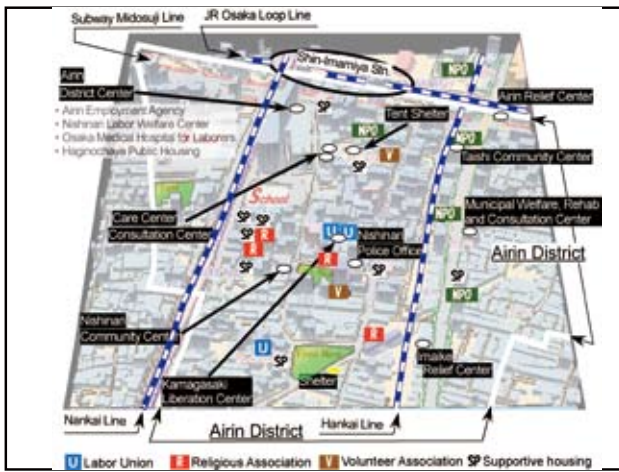 Subway Midosuji Line
JR Osaka Loop Line
Shin-Imamiya Stn.
NPO
Airin
District Center
• Airin Employment Agency
• Nishinari Labor Welfare Center
• Osaka Medical Hospital for Laborers
• Haginochaya Public Housing
SP
NPO
Tent Shelter
Airin Relief Center
V
SP
Taishi Community Center
School
Care Center
Consultation Center
SP
SP
SP
SP
R
R
SP
U
U
R
Nishinari
Police Office
SP
V
NPO
Municipal Welfare, Rehab
and Consultation Center
Airin District
SP
NPO
Nishinari
Community Center
U
SP
R
Shelter
Kamagasaki
Liberation Center
Imaike
Relief Center
Nankai Line
Airin District
Hankai Line
U Labor Union
R Religious Association
V Volunteer Association
SP Supportive housing